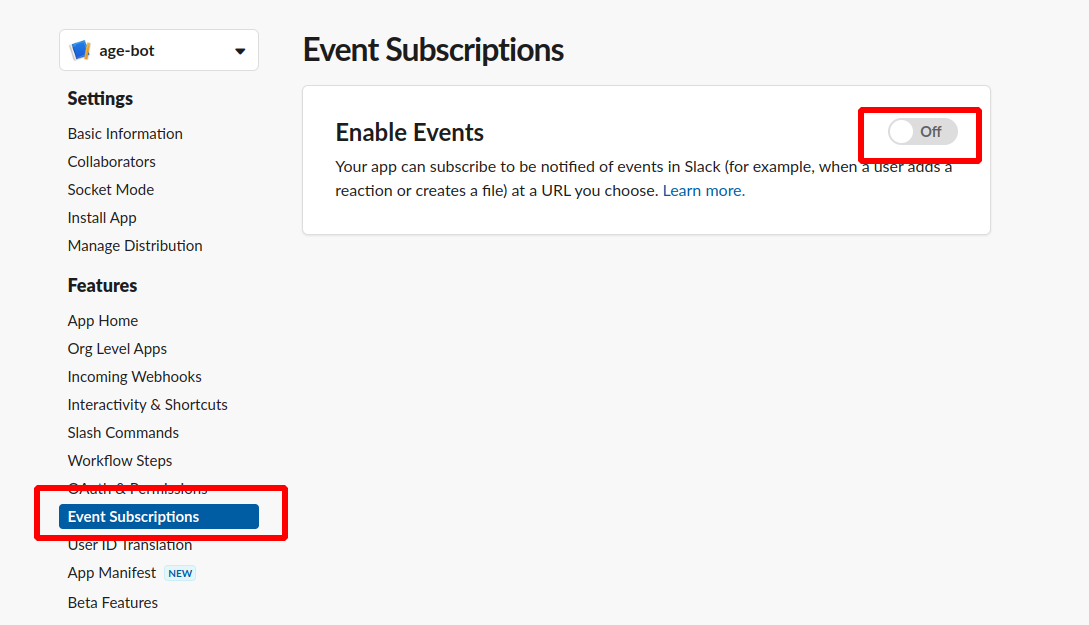 age-bot
Event Subscriptions
Settings
Basic Information
Collaborators
Socket Mode
Install App
Manage Distribution
Features
App Home
Org Level Apps
Incoming Webhooks
Interactivity & Shortcuts
Slash Commands
Workflow Steps
OAuth & Permissions
Event Subscriptions
User ID Translation
App Manifest NEW
Beta Features
Enable Events
Off
Your app can subscribe to be notified of events in Slack (for example, when a user adds a
reaction or creates a file) at a URL you choose. Learn more.